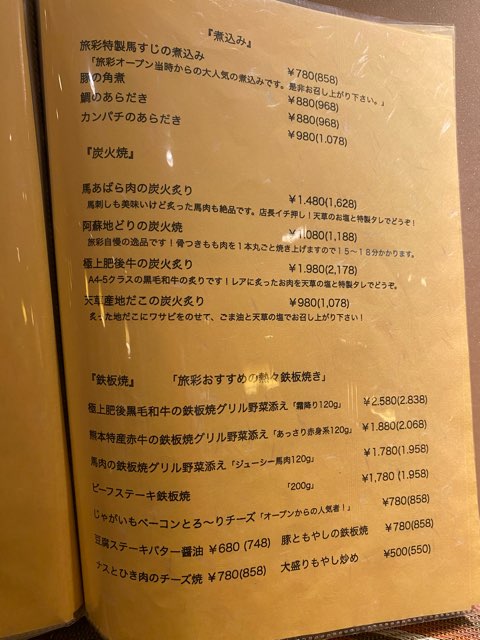 『煮込み』
旅彩特製馬すじの煮込み ¥780(858)
「旅彩オープン当時からの大人気の煮込みです。是非お召し上がり下さい。」
豚の角煮 ¥880(968)
鯛のあらだき ¥880(968)
カンパチのあらだき ¥980(1.078)
『炭火焼』
馬あばら肉の炭火炙り ¥1.480(1,628)
馬刺しも美味いけど炙った馬肉も絶品です。店長イチ押し！天草のお塩と特製タレでどうぞ！
阿蘇地どりの炭火焼 ¥1.080(1,188)
旅彩自慢の逸品です！骨つきもも肉を１本丸ごと焼き上げますので１５〜１８分かかります。
極上肥後牛の炭火炙り ¥1.980(2,178)
A4-5クラスの黒毛和牛の炙りです！レアに炙ったお肉を天草の塩と特製タレでどうぞ。
天草産地だこの炭火炙り ¥980(1,078)
炙った地だこにワサビをのせて、ごま油と天草の塩でお召し上がり下さい！
『鉄板焼』 「旅彩おすすめの熱々鉄板焼き」
極上肥後黒毛和牛の鉄板焼グリル野菜添え「霜降り120g」 ¥2.580(2.838)
熊本特産赤牛の鉄板焼グリル野菜添え「あっさり赤身系120g」 ¥1.880(2.068)
馬肉の鉄板焼グリル野菜添え「ジューシー馬肉120g」 ¥1.780(1.958)
ビーフステーキ鉄板焼 「200g」 ¥1,780 (1.958)
じゃがいもベーコンとろ〜りチーズ「オープンからの人気者！」 ¥780(858)
豆腐ステーキバター醤油 ¥680 (748) 豚ともやしの鉄板焼 ¥780(858)
ナスとひき肉のチーズ焼 ¥780(858) 大盛りもやし炒め ¥500(550)